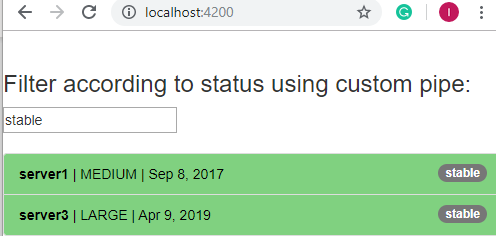 localhost:4200
I
Filter according to status using custom pipe:
stable
server1 | MEDIUM | Sep 8, 2017 stable
server3 | LARGE | Apr 9, 2019 stable